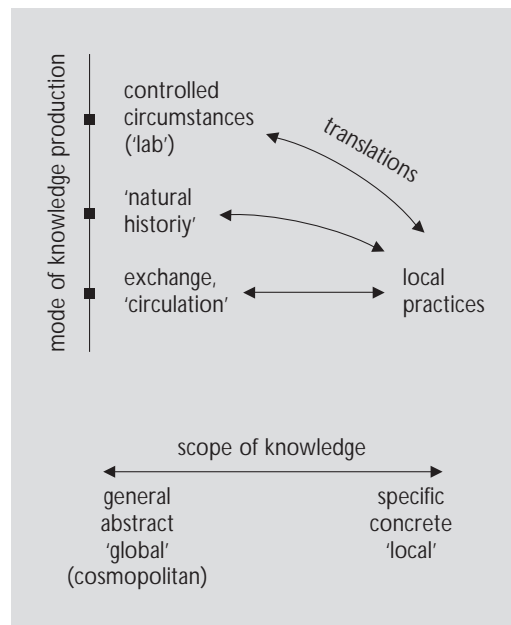 mode of knowledge production
controlled
circumstances
('lab')
translations
'natural
historiy'
exchange,
'circulation'
local
practices
scope of knowledge
general
abstract
'global'
(cosmopolitan)
specific
concrete
'local'